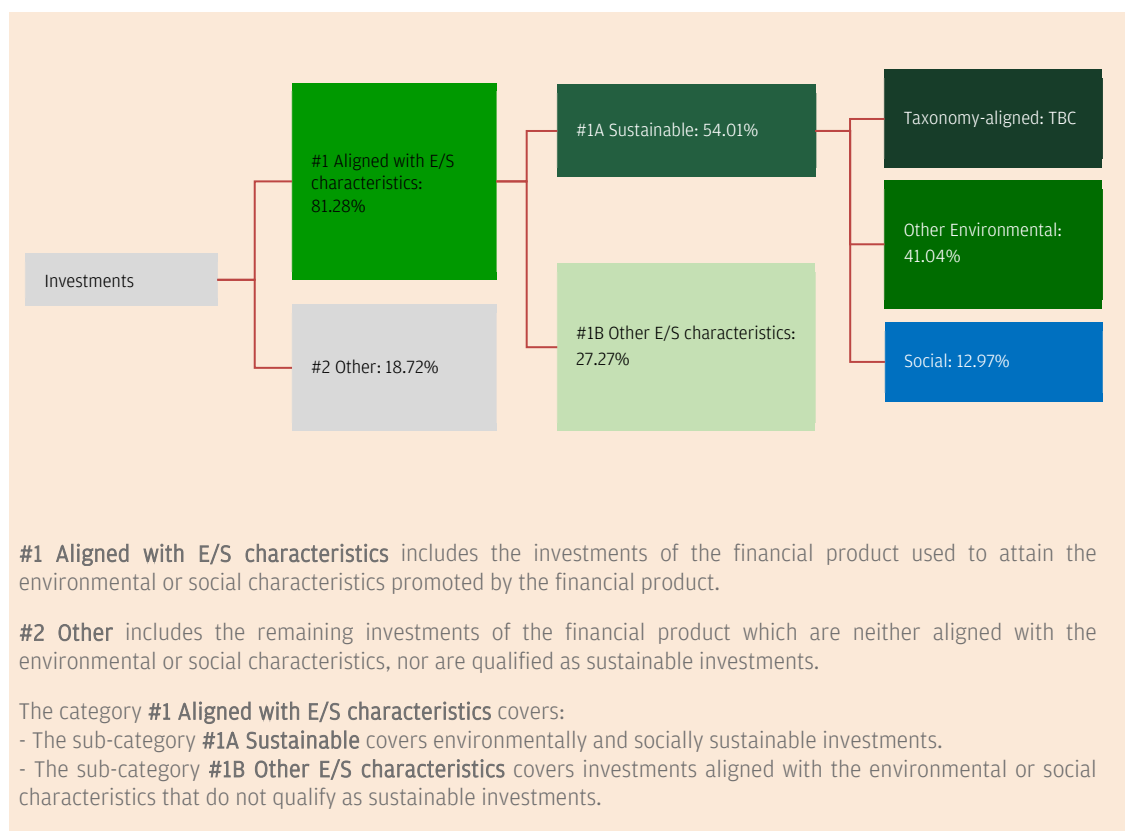 Investments
#1 Aligned with E/S
characteristics:
81.28%
#2 Other: 18.72%
#1A Sustainable: 54.01%
#1B Other E/S characteristics:
27.27%
Taxonomy-aligned: TBC
Other Environmental:
41.04%
Social: 12.97%
#1 Aligned with E/S characteristics includes the investments of the financial product used to attain the
environmental or social characteristics promoted by the financial product.
#2 Other includes the remaining investments of the financial product which are neither aligned with the
environmental or social characteristics, nor are qualified as sustainable investments.
The category #1 Aligned with E/S characteristics covers:
- The sub-category #1A Sustainable covers environmentally and socially sustainable investments.
- The sub-category #1B Other E/S characteristics covers investments aligned with the environmental or social
characteristics that do not qualify as sustainable investments.